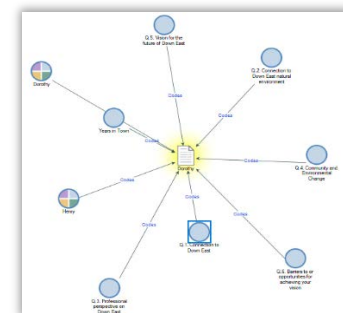 Q.5. Vision for the
future of Down East
Q.2. Connection to
Down East natural
environment
Dorothy
Codes
Codes
Years in Town
Codes
Codes
Codes
Dorothy
Codes
Q.4. Community and
Environmental
Change
Henry
Codes
Codes
Codes
Q.1. Connection to
Down East
Q.6. Barriers to or
opportunities for
achieving your
vision
Q.3. Professional
perspective on
Down East